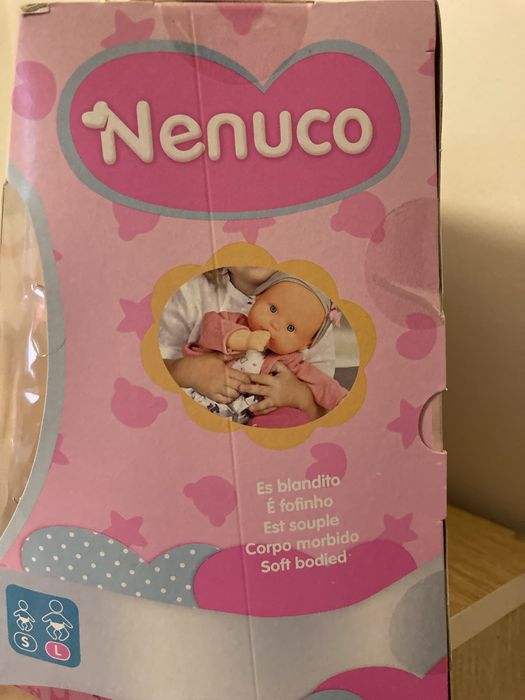 Nenuco
Es blandito
É fofinho
Est souple
Corpo morbido
Soft bodied
S
L